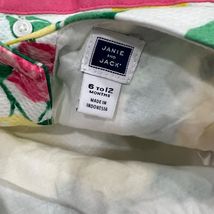 JANIE
AND
JACK
6 TO 12
MONTHS
MADE IN
INDONESIA